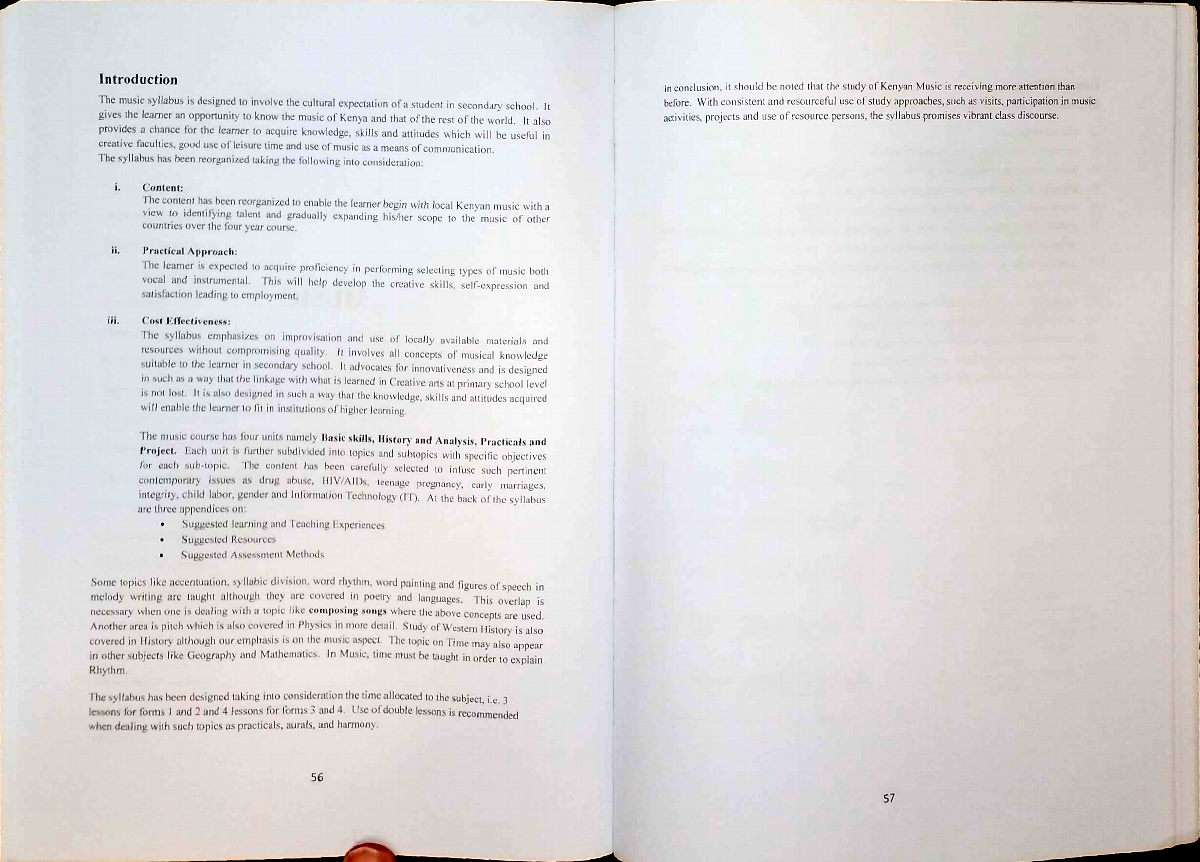 Introduction
The music syllabus is designed to involve the cultural expectation of a student in secondary school. It
gives the learner an opportunity to know the music of Kenya and that of the rest of the world. It also
provides a chance for the learner to acquire knowledge, skills and attitudes which will be useful in
creative faculties, good use of leisure time and use of music as a means of communication.
The syllabus has been reorganized taking the following into consideration:
i. Content:
The content has been reorganized to enable the learner begin with local Kenyan music with a
view to identifying talent and gradually expanding his/her scope to the music of other
countries over the four year course.
ii. Practical Approach:
The learner is expected to acquire proficiency in performing selecting types of music both
vocal and instrumental. This will help develop the creative skills, self-expression and
satisfaction leading to employment.
iii. Cost Effectiveness:
The syllabus emphasizes on improvisation and use of locally available materials and
resources without compromising quality. It involves all concepts of musical knowledge
suitable to the learner in secondary school. It advocates for innovativeness and is designed
in such as a way that the linkage with what is learned in Creative arts at primary school level
is not lost. It is also designed in such a way that the knowledge, skills and attitudes acquired
will enable the learner to fit in institutions of higher learning.
The music course has four units namely Basic skills, History and Analysis, Practicals and
Project. Each unit is further subdivided into topics and subtopics with specific objectives
for each sub-topic. The content has been carefully selected to infuse such pertinent
contemporary issues as drug abuse, HIV/AIDs, teenage pregnancy, early marriages,
integrity, child labor, gender and Information Technology (IT). At the back of the syllabus
are three appendices on:
• Suggested learning and Teaching Experiences
• Suggested Resources
• Suggested Assessment Methods
Some topics like accentuation, syllabic division, word rhythm, word painting and figures of speech in
melody writing are taught although they are covered in poetry and languages. This overlap is
necessary when one is dealing with a topic like composing songs where the above concepts are used.
Another area is pitch which is also covered in Physics in more detail. Study of Western History is also
covered in History although our emphasis is on the music aspect. The topic on Time may also appear
in other subjects like Geography and Mathematics. In Music, time must be taught in order to explain
Rhythm.
The syllabus has been designed taking into consideration the time allocated to the subject, i.e. 3
lessons for forms 1 and 2 and 4 lessons for forms 3 and 4. Use of double lessons is recommended
when dealing with such topics as practicals, aurals, and harmony.
56
In conclusion, it should be noted that the study of Kenyan Music is receiving more attention than
before. With consistent and resourceful use of study approaches, such as visits, participation in music
activities, projects and use of resource persons, the syllabus promises vibrant class discourse.
57